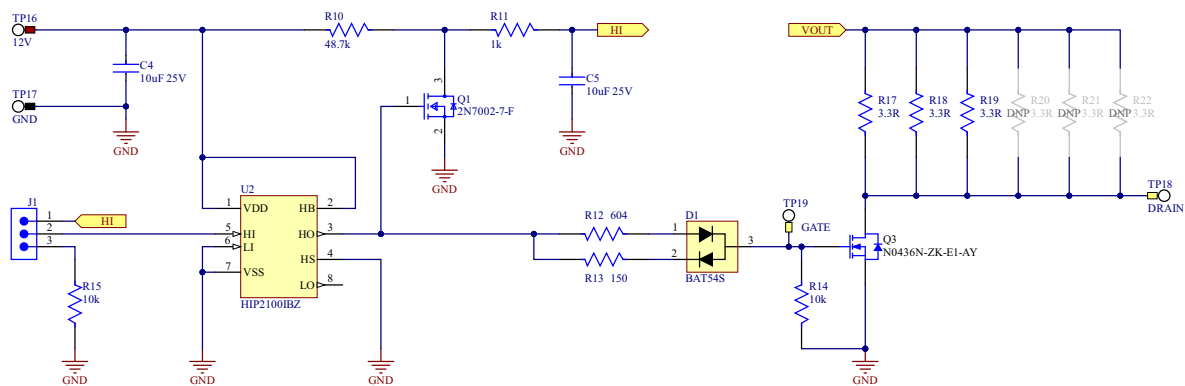 TP16
12V
R10
48.7k
R11
1k
HI
VOUT
C4
10uF 25V
3
1
Q1
2N7002-7-F
2
C5
10uF 25V
R17
3.3R
R18
3.3R
R19
3.3R
R20
DNP 3.3R
R21
DNP 3.3R
R22
DNP 3.3R
TP17
GND
GND
GND
GND
U2
1 VDD HB 2
5 HI HO 3
6 LI
HS 4
7 VSS
LO 8
HIP2100IBZ
J1
1
2
3
HI
R15
10k
R12 604
R13 150
D1
1
2
3
BAT54S
TP19
GATE
R14
10k
TP18
DRAIN
Q3
N0436N-ZK-E1-AY
GND
GND
GND
GND